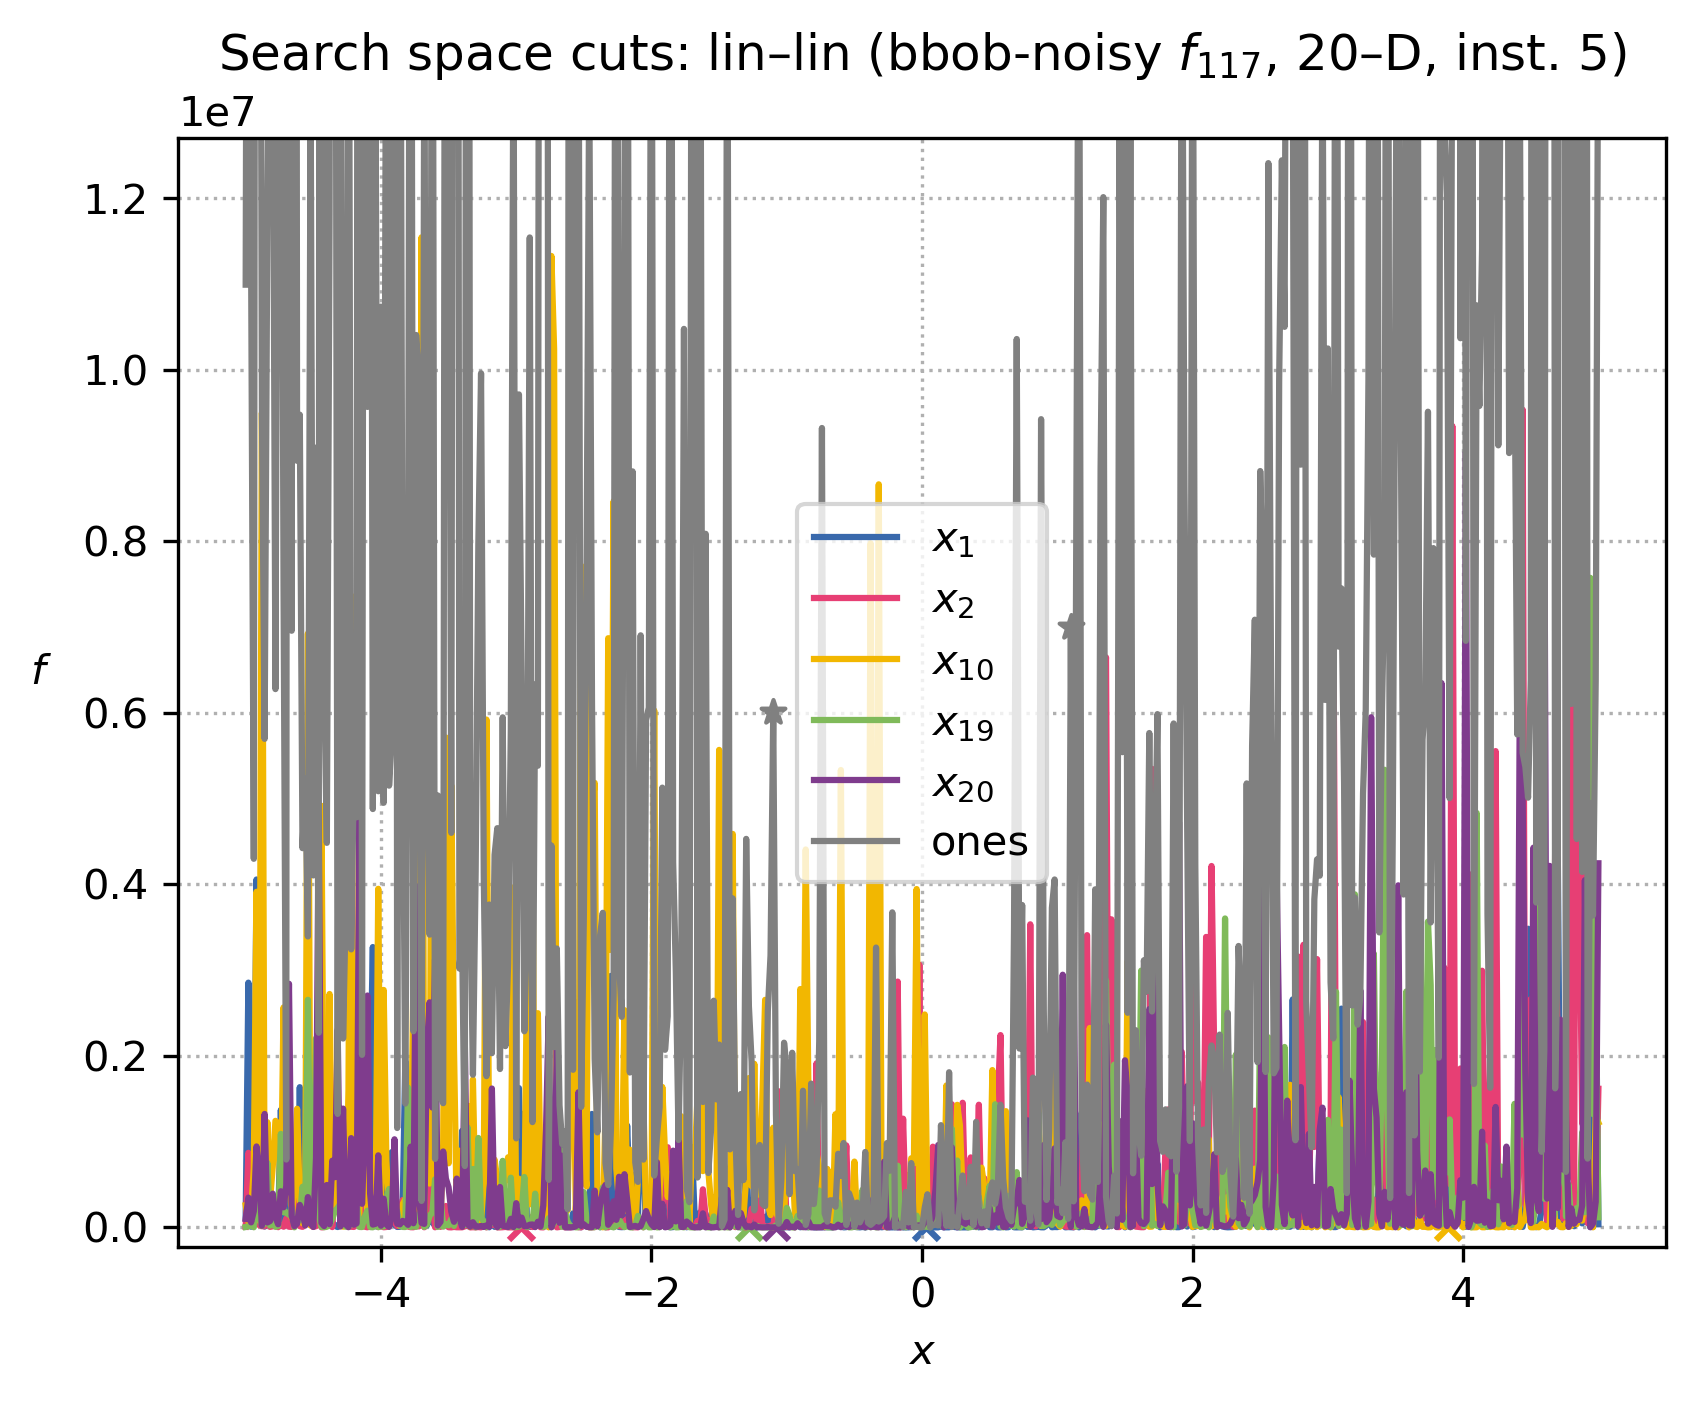 Search space cuts: lin–lin (bbob-noisy f117, 20–D, inst. 5)
1e7
1.2
1.0
0.8
0.6
0.4
0.2
0.0
f
x1
x2
x10
x19
x20
ones
−4
−2
0
2
4
x